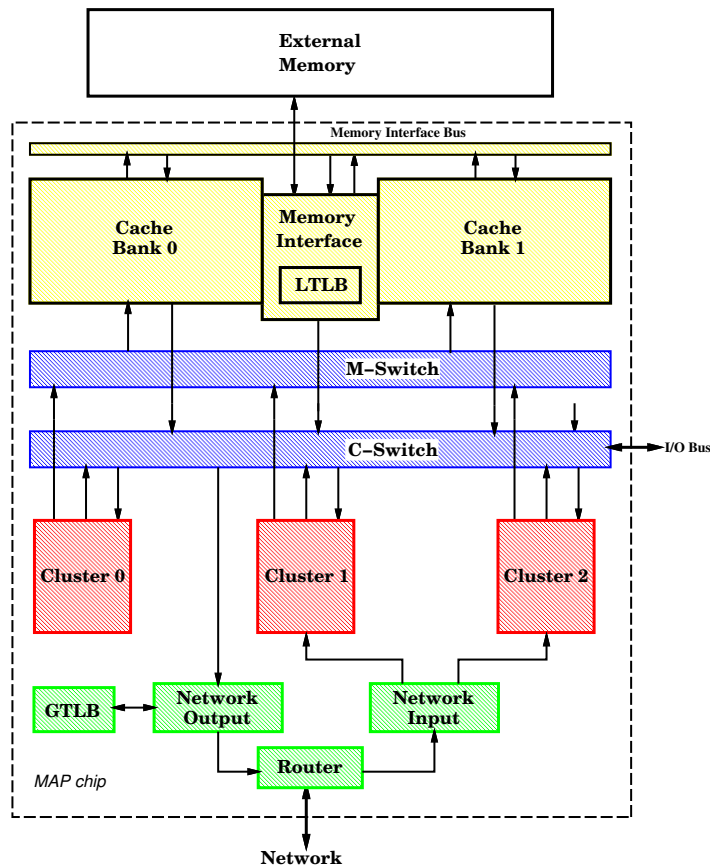 External
Memory
Memory Interface Bus
Cache
Bank 0
Memory
Interface
LTLB
Cache
Bank 1
M–Switch
C–Switch
I/O Bus
Cluster 0
Cluster 1
Cluster 2
GTLB
Network
Output
Network
Input
Router
MAP chip
Network